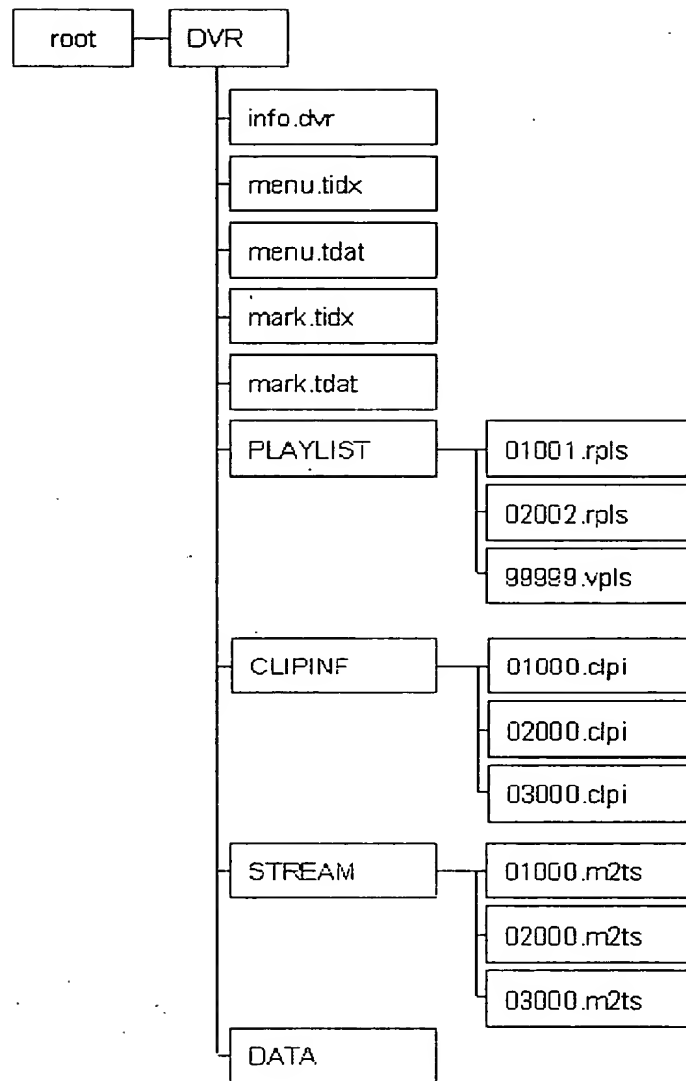 root DVR
info.dvr
menu.tidx
menu.tdat
mark.tidx
mark.tdat
PLAYLIST
01001.rpls
02002.rpls
99999.vpls
CLIPINF
01000.clpi
02000.clpi
03000.clpi
STREAM
01000.m2ts
02000.m2ts
03000.m2ts
DATA